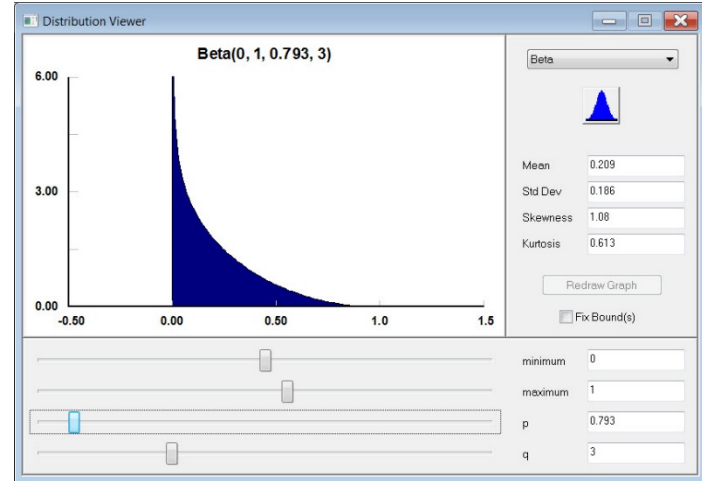 Distribution Viewer
Beta(0, 1, 0.793, 3)
6.00
3.00
0.00
-0.50 0.00 0.50 1.0 1.5
Beta
Mean 0.209
Std Dev 0.186
Skewness 1.08
Kurtosis 0.613
Redraw Graph
Fix Bound(s)
minimum 0
maximum 1
p 0.793
q 3